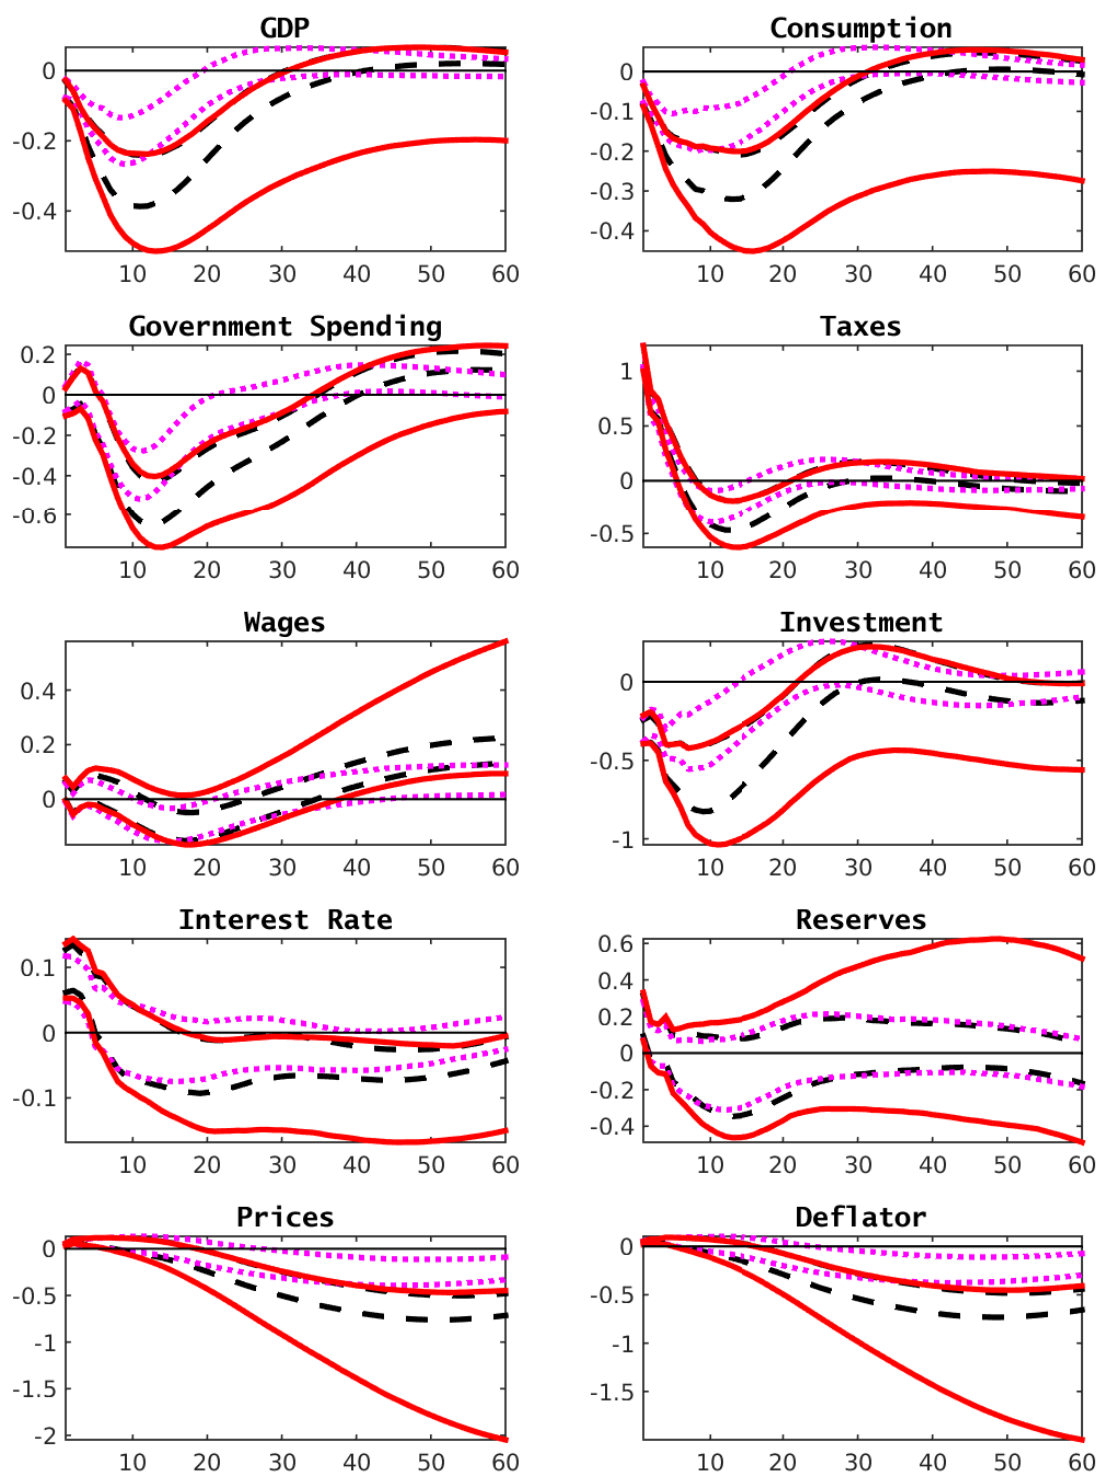 GDP
0
-0.2
-0.4
10 20 30 40 50 60
Consumption
0
-0.1
-0.2
-0.3
-0.4
10 20 30 40 50 60
Government Spending
0.2
0
-0.2
-0.4
-0.6
10 20 30 40 50 60
Taxes
1
0.5
0
-0.5
10 20 30 40 50 60
Wages
0.4
0.2
0
10 20 30 40 50 60
Investment
0
-0.5
-1
10 20 30 40 50 60
Interest Rate
0.1
0
-0.1
10 20 30 40 50 60
Reserves
0.6
0.4
0.2
0
-0.2
-0.4
10 20 30 40 50 60
Prices
0
-0.5
-1
-1.5
-2
10 20 30 40 50 60
Deflator
0
-0.5
-1
-1.5
10 20 30 40 50 60